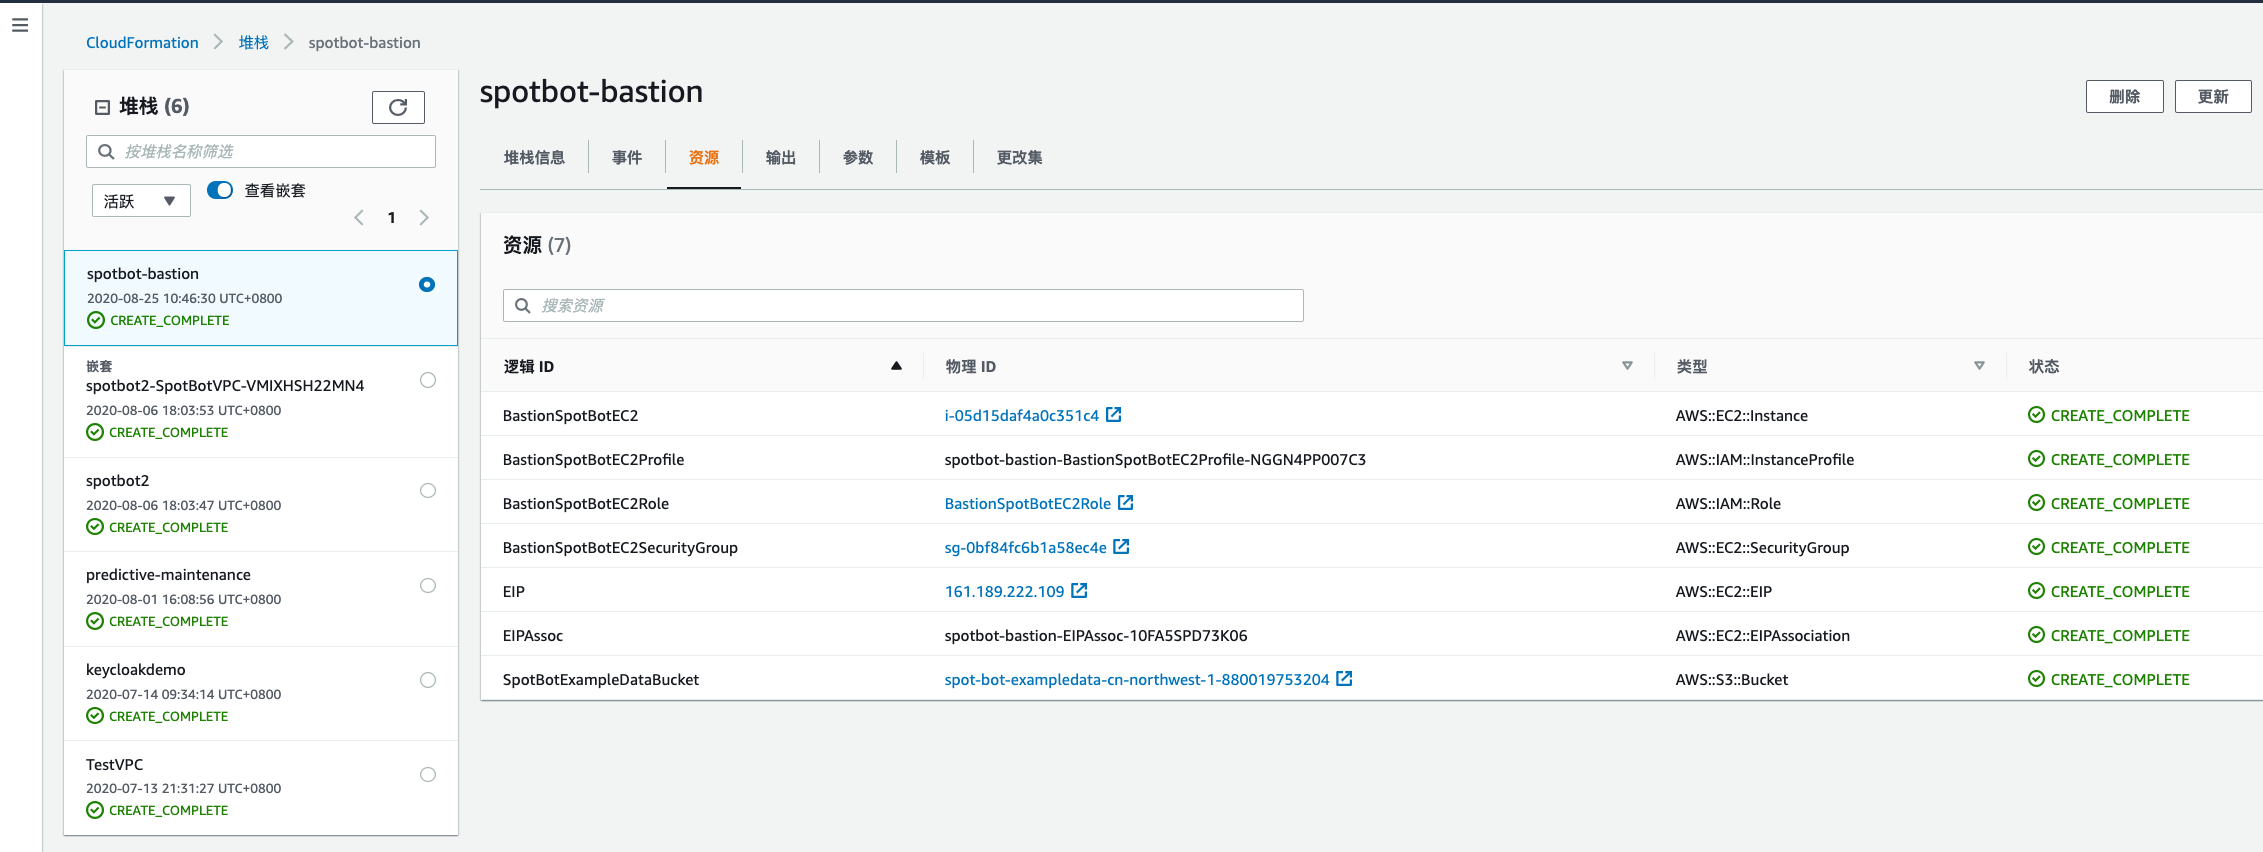 CloudFormation > 堆栈 > spotbot-bastion
堆栈 (6)
按堆栈名称筛选
活跃
查看嵌套
1
spotbot-bastion
2020-08-25 10:46:30 UTC+0800
CREATE_COMPLETE
嵌套
spotbot2-SpotBotVPC-VMIXHSH22MN4
2020-08-06 18:03:53 UTC+0800
CREATE_COMPLETE
spotbot2
2020-08-06 18:03:47 UTC+0800
CREATE_COMPLETE
predictive-maintenance
2020-08-01 16:08:56 UTC+0800
CREATE_COMPLETE
keycloakdemo
2020-07-14 09:34:14 UTC+0800
CREATE_COMPLETE
TestVPC
2020-07-13 21:31:27 UTC+0800
CREATE_COMPLETE
spotbot-bastion
删除 更新
堆栈信息 事件 资源 输出 参数 模板 更改集
资源 (7)
搜索资源
逻辑 ID 物理 ID 类型 状态
BastionSpotBotEC2 i-05d15daf4a0c351c4 AWS::EC2::Instance CREATE_COMPLETE
BastionSpotBotEC2Profile spotbot-bastion-BastionSpotBotEC2Profile-NGGN4PP007C3 AWS::IAM::InstanceProfile CREATE_COMPLETE
BastionSpotBotEC2Role BastionSpotBotEC2Role AWS::IAM::Role CREATE_COMPLETE
BastionSpotBotEC2SecurityGroup sg-0bf84fc6b1a58ec4e AWS::EC2::SecurityGroup CREATE_COMPLETE
EIP 161.189.222.109 AWS::EC2::EIP CREATE_COMPLETE
EIPAssoc spotbot-bastion-EIPAssoc-10FA5SPD73K06 AWS::EC2::EIPAssociation CREATE_COMPLETE
SpotBotExampleDataBucket spot-bot-exampledata-cn-northwest-1-880019753204 AWS::S3::Bucket CREATE_COMPLETE